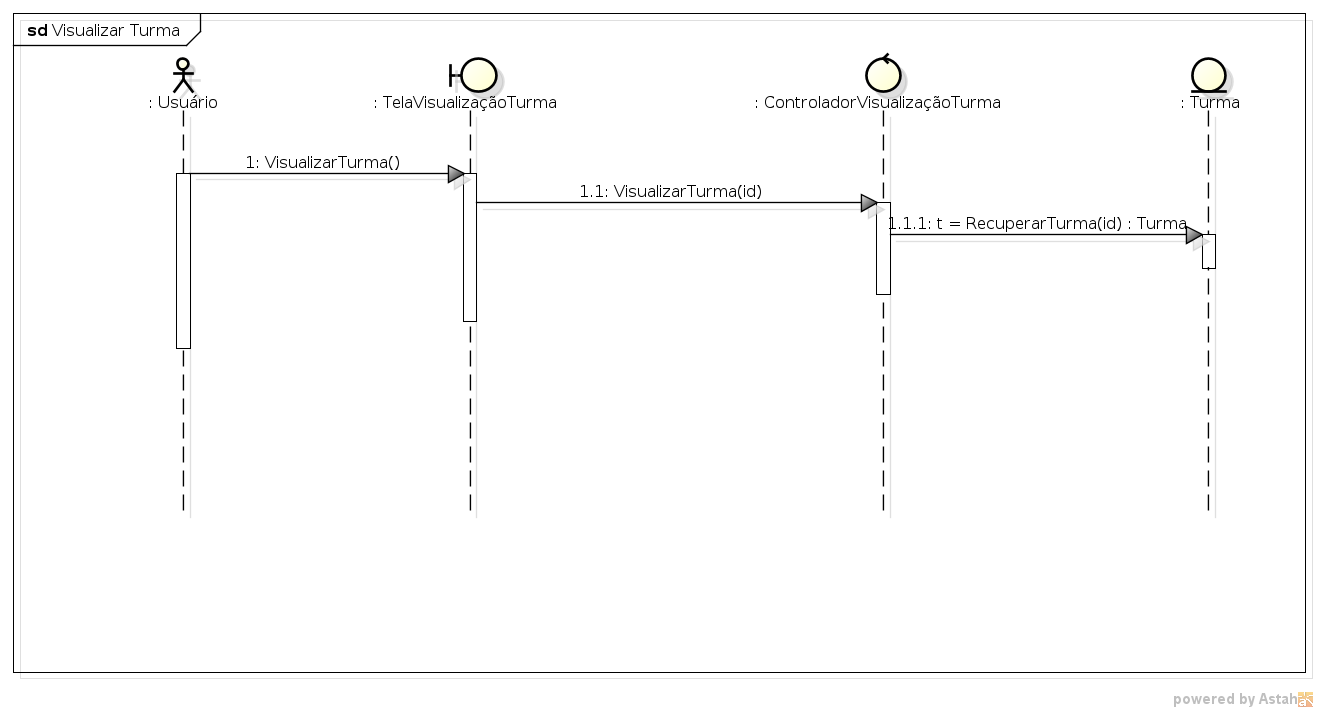 sd Visualizar Turma
: Usuário
: TelaVisualizaçãoTurma
: ControladorVisualizaçãoTurma
: Turma
1: VisualizarTurma()
1.1: VisualizarTurma(id)
1.1.1: t = RecuperarTurma(id) : Turma
powered by Astah